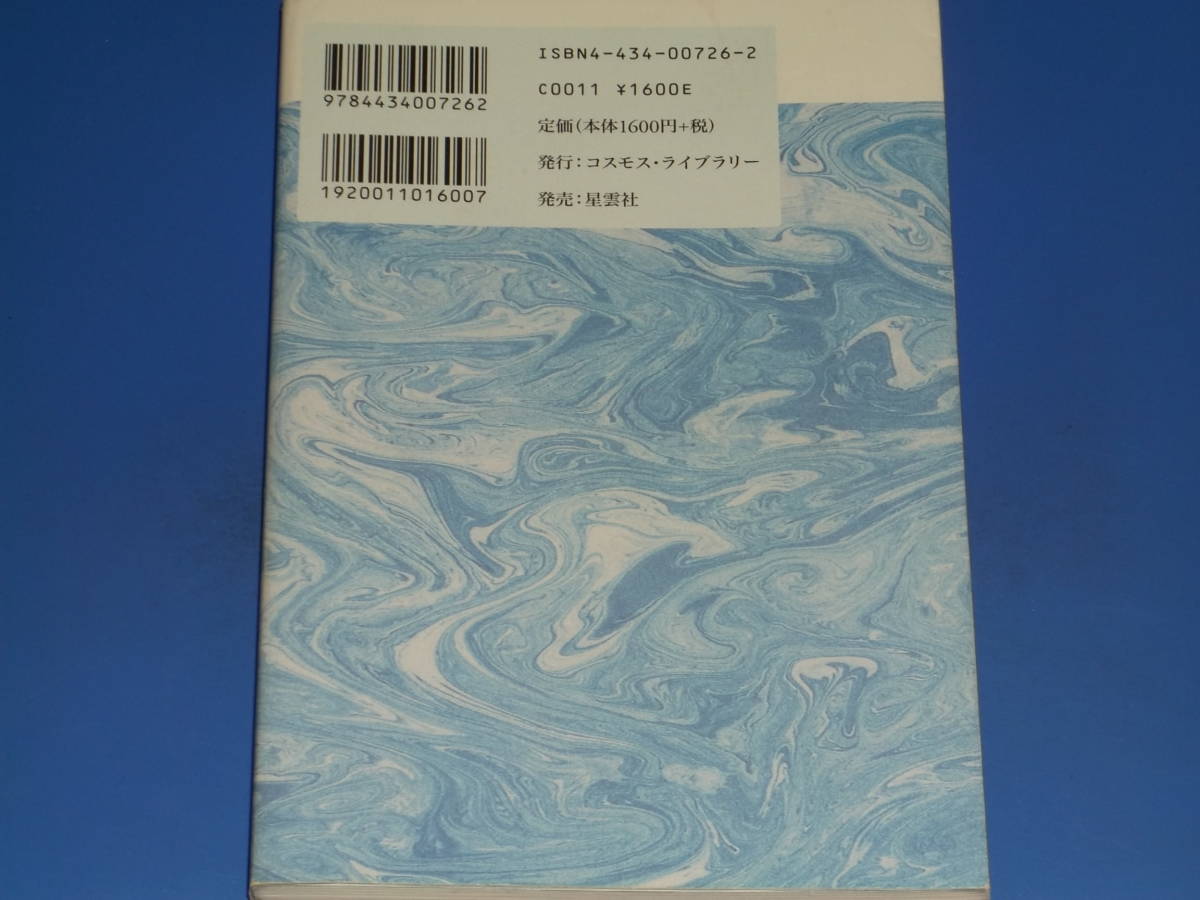 ISBN4-434-00726-2
9784434007262
C0011 ¥1600E
定価(本体1600円+税)
発行:コスモス・ライブラリー
1920011016007
発売:星雲社